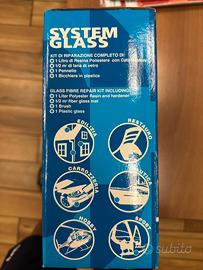 SYSTEM
GLASS
KIT DI RIPARAZIONE COMPLETO DI:
1 Litro di Resina Poliestere con Catalizzatore
1/2 m² di lana di vetro
1 Pennello
1 Bicchiere in plastica
GLASS FIBRE REPAIR KIT INCLUDING:
1 Liter Polyester Resin and hardener
1/2 m² fiber glass mat
1 Brush
1 Plastic glass
EDILIZIA
RESTAURO
CARROZZERIA
NAUTICA
HOBBY
SPORT
subito